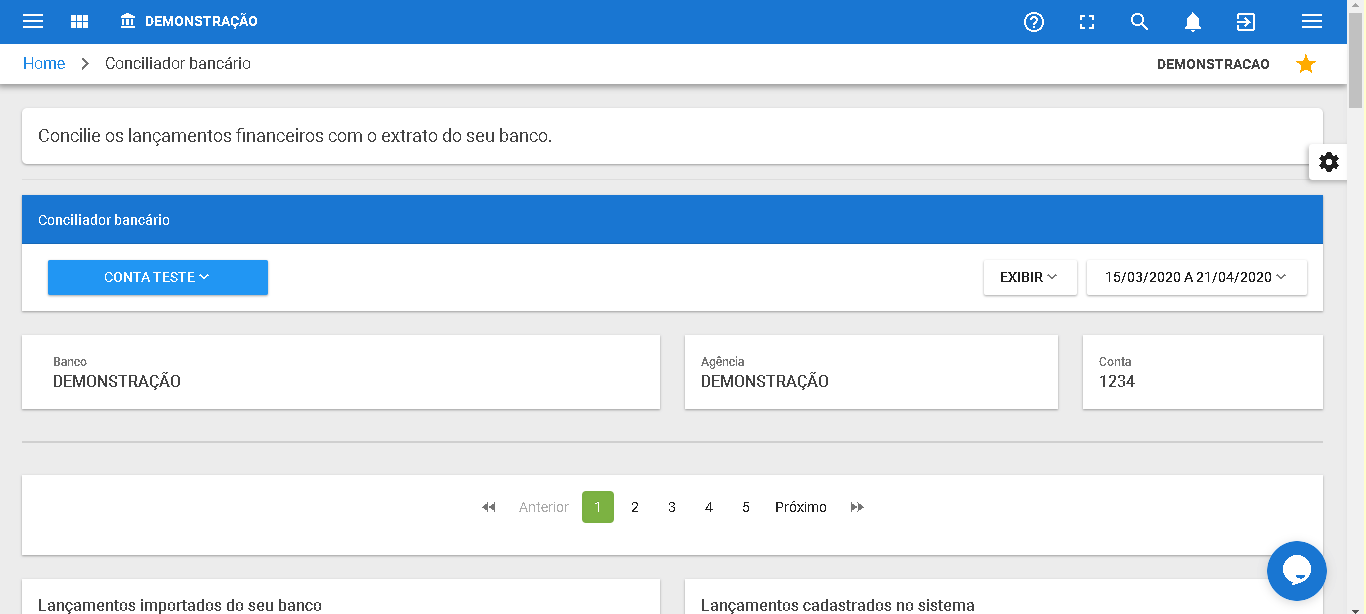 DEMONSTRAÇÃO
Home Conciliador bancário DEMONSTRACAO
Concilie os lançamentos financeiros com o extrato do seu banco.
Conciliador bancário
CONTA TESTE EXIBIR 15/03/2020 A 21/04/2020
Banco Agência Conta
DEMONSTRAÇÃO DEMONSTRAÇÃO 1234
Anterior 1 2 3 4 5 Próximo
Lançamentos importados do seu banco Lançamentos cadastrados no sistema